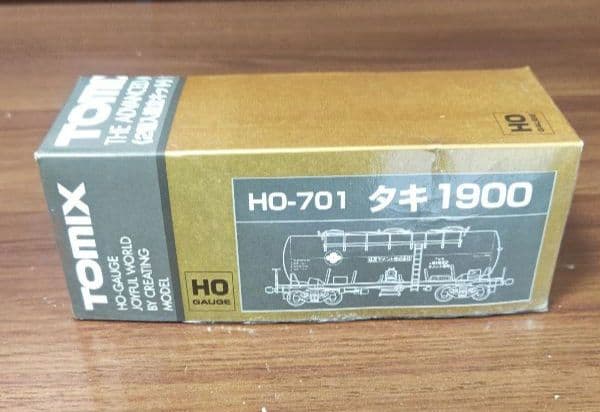 TOMIX
THE ADVANCED
HO
GAUGE
TOMIX
HO-GAUGE
JOYFUL WORLD
BY CREATING
MODEL
HO
GAUGE
HO-701 タキ1900